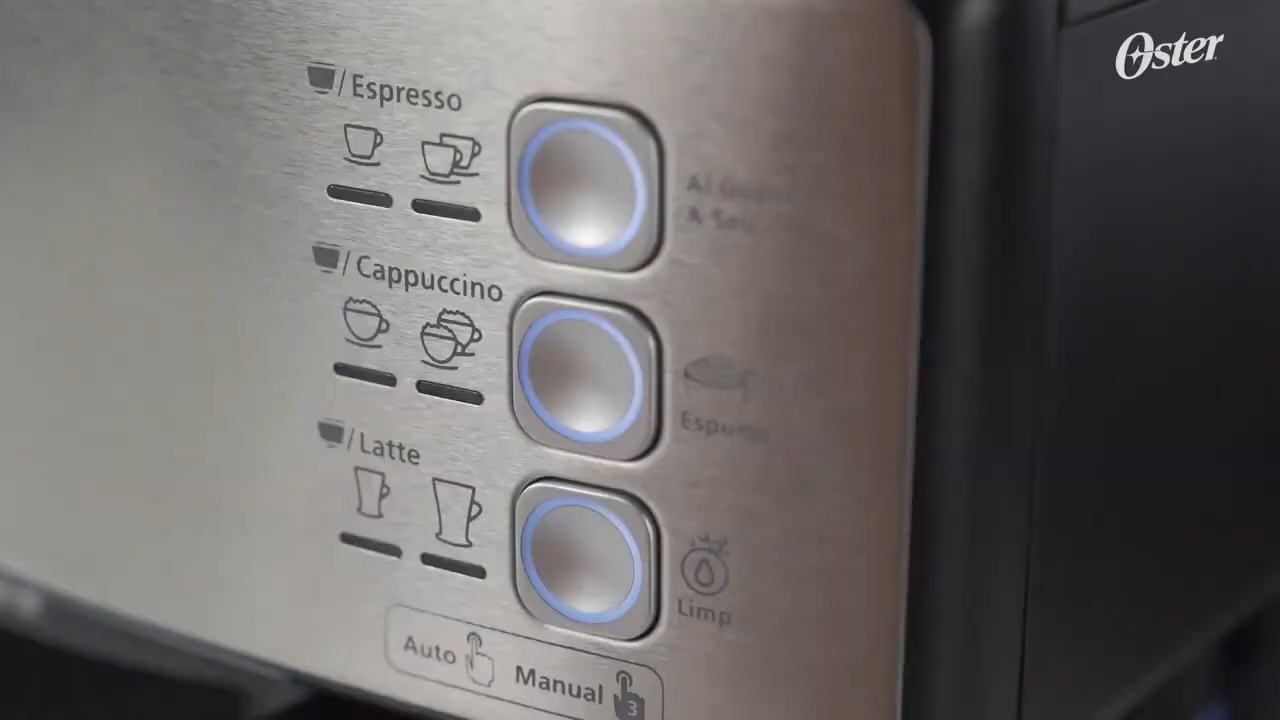 Oster
/ Espresso
/ Cappuccino
/ Latte
Limp
Auto
Manual
3